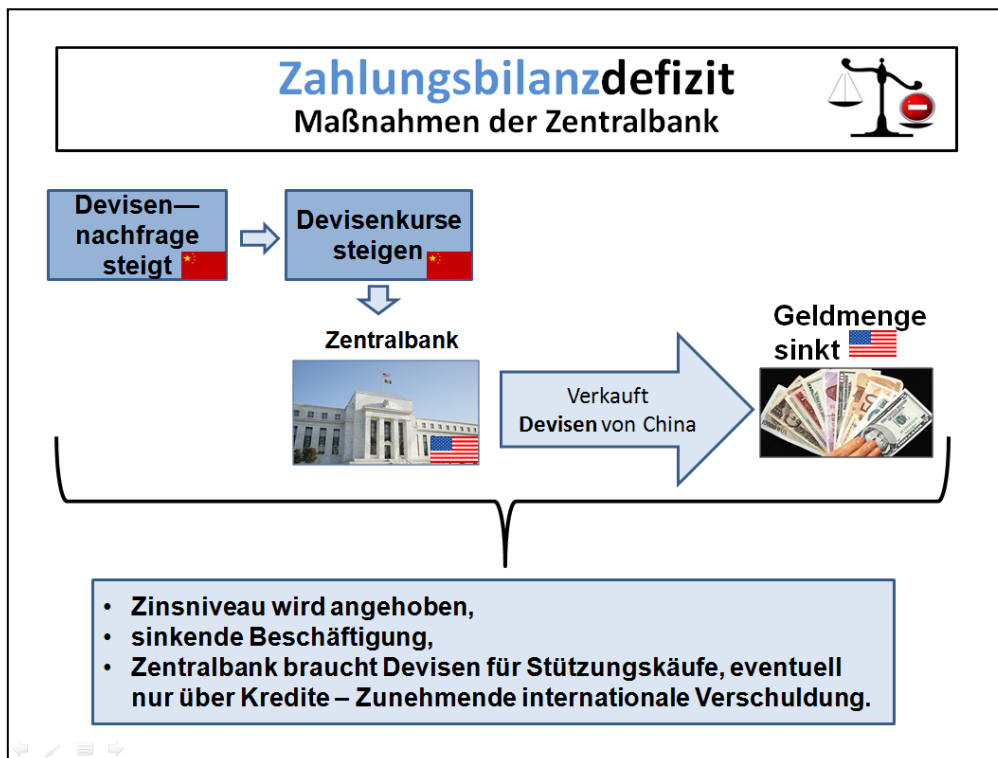 Zahlungsbilanzdefizit
Maßnahmen der Zentralbank
Devisen—
nachfrage
steigt
Devisenkurse
steigen
Zentralbank
Verkauft
Devisen von China
Geldmenge
sinkt
• Zinsniveau wird angehoben,
• sinkende Beschäftigung,
• Zentralbank braucht Devisen für Stützungskäufe, eventuell
nur über Kredite – Zunehmende internationale Verschuldung.